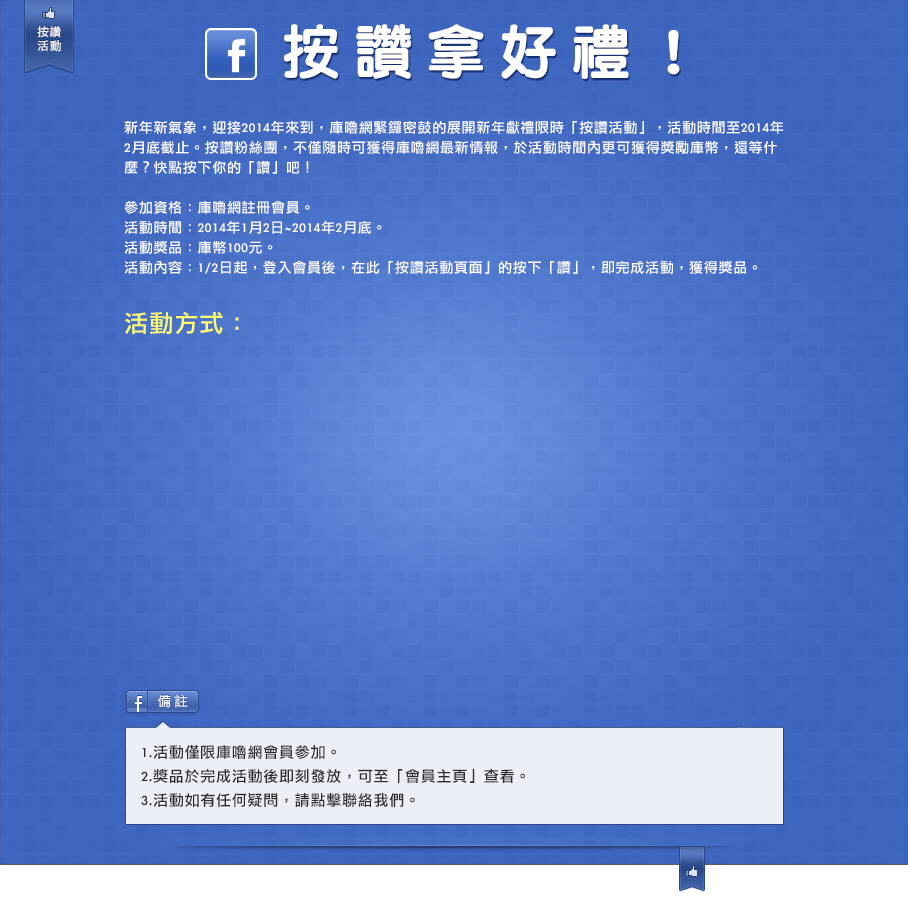 按讚
活動
f 按讚拿好禮！
新年新氣象，迎接2014年來到，庫嚕網緊鑼密鼓的展開新年獻禮限時「按讚活動」，活動時間至2014年
2月底截止。按讚粉絲團，不僅隨時可獲得庫嚕網最新情報，於活動時間內更可獲得獎勵庫幣，還等什
麼？快點按下你的「讚」吧！
參加資格：庫嚕網註冊會員。
活動時間：2014年1月2日~2014年2月底。
活動獎品：庫幣100元。
活動內容：1/2日起，登入會員後，在此「按讚活動頁面」的按下「讚」，即完成活動，獲得獎品。
活動方式：
f 備註
1.活動僅限庫嚕網會員參加。
2.獎品於完成活動後即刻發放，可至「會員主頁」查看。
3.活動如有任何疑問，請點擊聯絡我們。